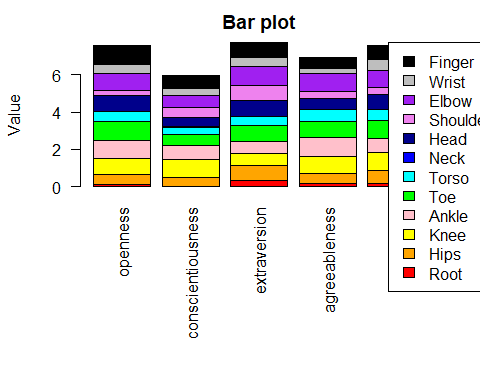 Bar plot
Value
6
4
2
0
openness
conscientiousness
extraversion
agreeableness
Finger
Wrist
Elbow
Shoulde
Head
Neck
Torso
Toe
Ankle
Knee
Hips
Root